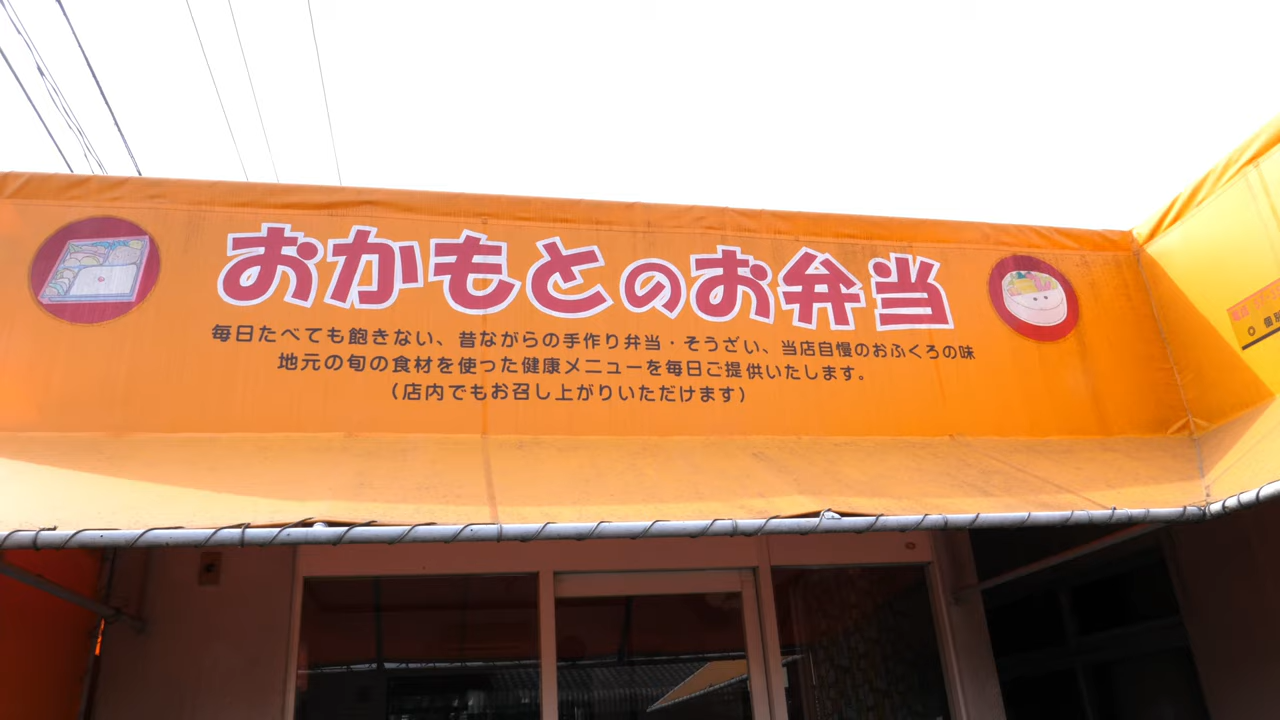 おかもとのお弁当
毎日たべても飽きない、昔ながらの手作り弁当・そうざい、当店自慢のおふくろの味
地元の旬の食材を使った健康メニューを毎日ご提供いたします。
（店内でもお召し上がりいただけます）